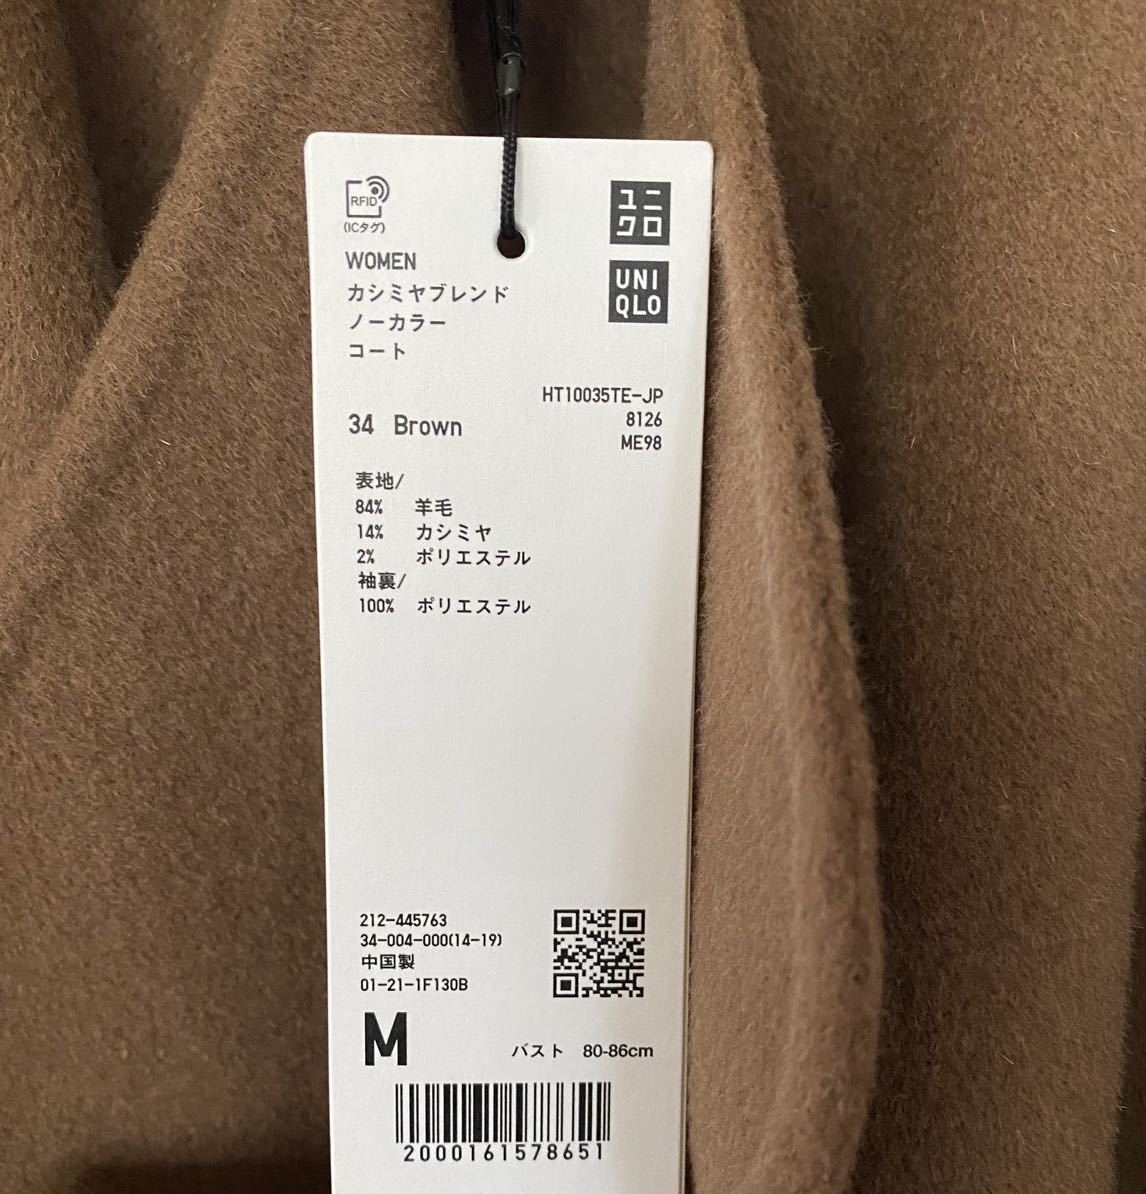 RFID
(ICタグ)
ユニ
クロ
UNI
QLO
WOMEN
カシミヤブレンド
ノーカラー
コート
HT10035TE-JP
8126
ME98
34 Brown
表地/
84% 羊毛
14% カシミヤ
2% ポリエステル
袖裏/
100% ポリエステル
212-445763
34-004-000(14-19)
中国製
01-21-1F130B
M バスト 80-86cm
2000161578651